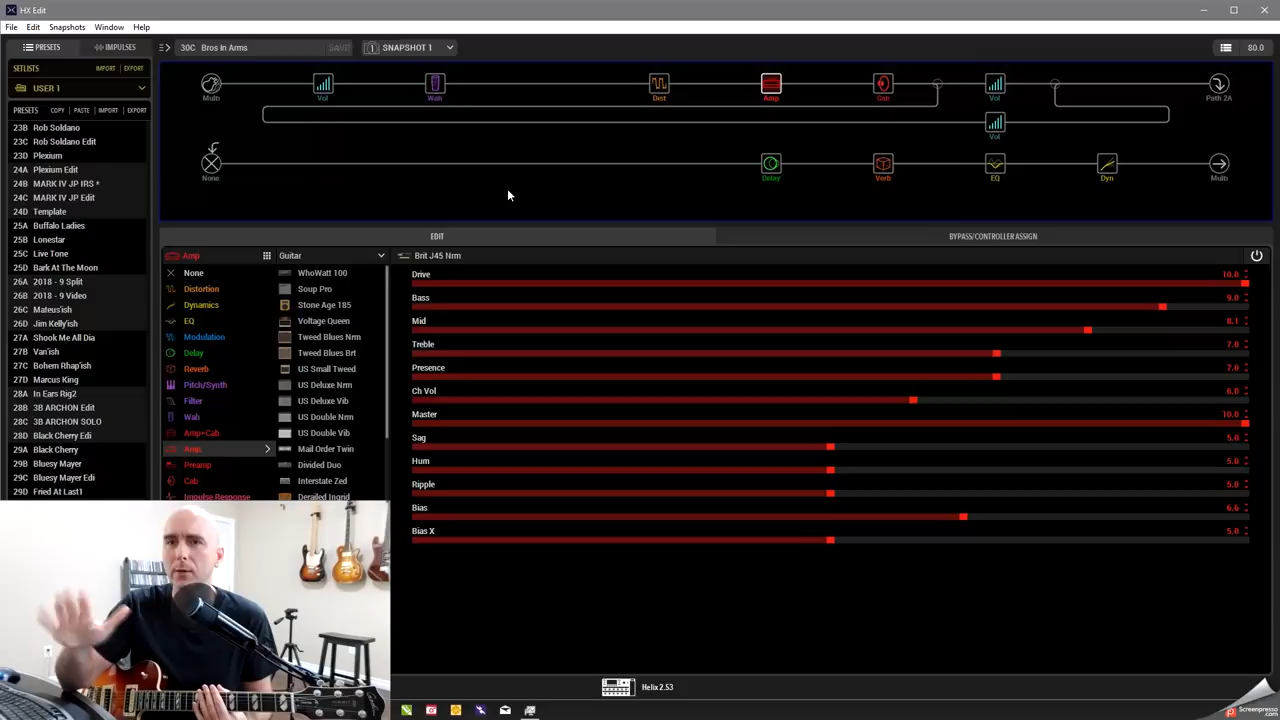 HX Edit
File Edit Snapshots Window Help
PRESETS IMPULSES
30C Bros In Arms SAVE 1 SNAPSHOT 1 80.0
SETLISTS IMPORT EXPORT
USER 1
PRESETS COPY PASTE IMPORT EXPORT
23B Rob Soldano
23C Rob Soldano Edit
23D Plexium
24A Plexium Edit
24B MARK IV JP IRS *
24C MARK IV JP Edit
24D Template
25A Buffalo Ladies
25B Lonestar
25C Live Tone
25D Bark At The Moon
26A 2018 - 9 Split
26B 2018 - 9 Video
26C Mateus'ish
26D Jim Kelly'ish
27A Shook Me All Dia
27B Van'ish
27C Bohem Rhap'ish
27D Marcus King
28A In Ears Rig2
28B 3B ARCHON Edit
28C 3B ARCHON SOLO
28D Black Cherry Edi
29A Black Cherry
29B Bluesy Mayer
29C Bluesy Mayer Edi
29D Fried At Last1
Multi Vol Wah Dist Amp Cab Vol Path 2A
Vol
None Delay Verb EQ Dyn Multi
EDIT BYPASS/CONTROLLER ASSIGN
Amp Guitar
None
Distortion
Dynamics
EQ
Modulation
Delay
Reverb
Pitch/Synth
Filter
Wah
Amp+Cab
Amp
Preamp
Cab
Impulse Response
WhoWatt 100
Soup Pro
Stone Age 185
Voltage Queen
Tweed Blues Nrm
Tweed Blues Brt
US Small Tweed
US Deluxe Nrm
US Deluxe Vib
US Double Nrm
US Double Vib
Mail Order Twin
Divided Duo
Interstate Zed
Derailed Ingrid
Brit J45 Nrm
Drive 10.0
Bass 9.0
Mid 8.1
Treble 7.0
Presence 7.0
Ch Vol 6.0
Master 10.0
Sag 5.0
Hum 5.0
Ripple 5.0
Bias 6.6
Bias X 5.0
Helix 2.53
Screenpresso
.com